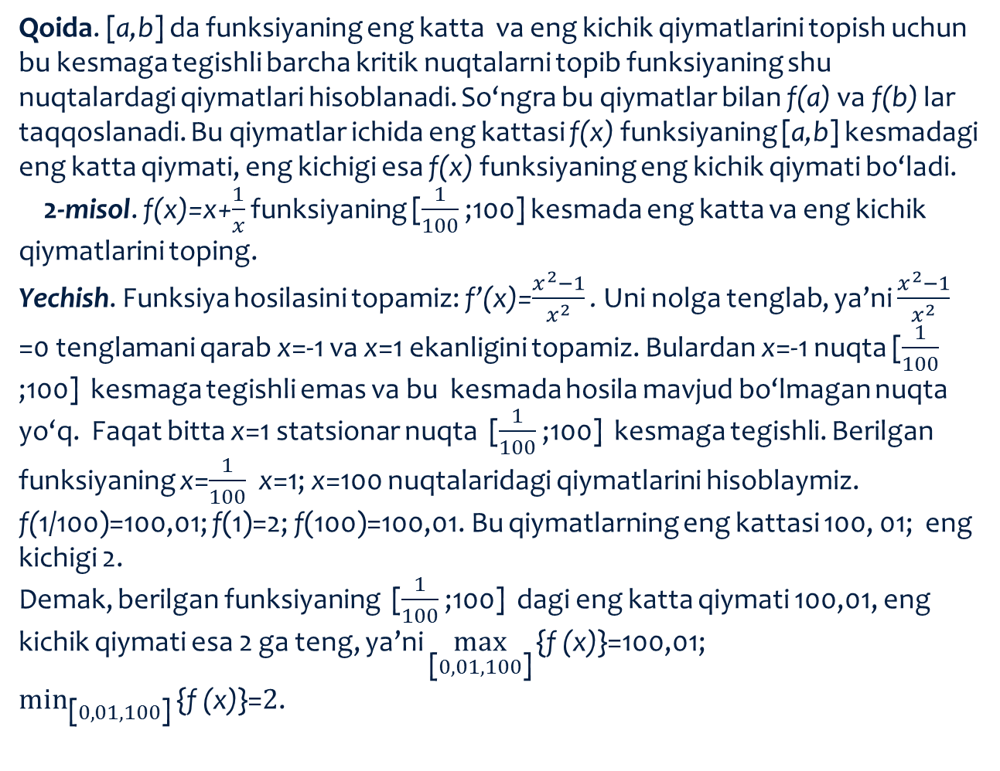 Qoida. [a,b] da funksiyaning eng katta va eng kichik qiymatlarini topish uchun
bu kesmaga tegishli barcha kritik nuqtalarni topib funksiyaning shu
nuqtalardagi qiymatlari hisoblanadi. So‘ngra bu qiymatlar bilan f(a) va f(b) lar
taqqoslanadi. Bu qiymatlar ichida eng kattasi f(x) funksiyaning [a,b] kesmadagi
eng katta qiymati, eng kichigi esa f(x) funksiyaning eng kichik qiymati bo‘ladi.
2-misol. f(x)=x+\frac{1}{x} funksiyaning [\frac{1}{100} ;100] kesmada eng katta va eng kichik
qiymatlarini toping.
Yechish. Funksiya hosilasini topamiz: f’(x)=\frac{x^2−1}{x^2} . Uni nolga tenglab, ya’ni \frac{x^2−1}{x^2}
=0 tenglamani qarab x=-1 va x=1 ekanligini topamiz. Bulardan x=-1 nuqta [\frac{1}{100}
;100] kesmaga tegishli emas va bu kesmada hosila mavjud bo‘lmagan nuqta
yo‘q. Faqat bitta x=1 statsionar nuqta [\frac{1}{100} ;100] kesmaga tegishli. Berilgan
funksiyaning x=\frac{1}{100} x=1; x=100 nuqtalaridagi qiymatlarini hisoblaymiz.
f(1/100)=100,01; f(1)=2; f(100)=100,01. Bu qiymatlarning eng kattasi 100, 01; eng
kichigi 2.
Demak, berilgan funksiyaning [\frac{1}{100} ;100] dagi eng katta qiymati 100,01, eng
kichik qiymati esa 2 ga teng, ya’ni max_{[0,01,100]} {f (x)}=100,01;
min_{[0,01,100]} {f (x)}=2.